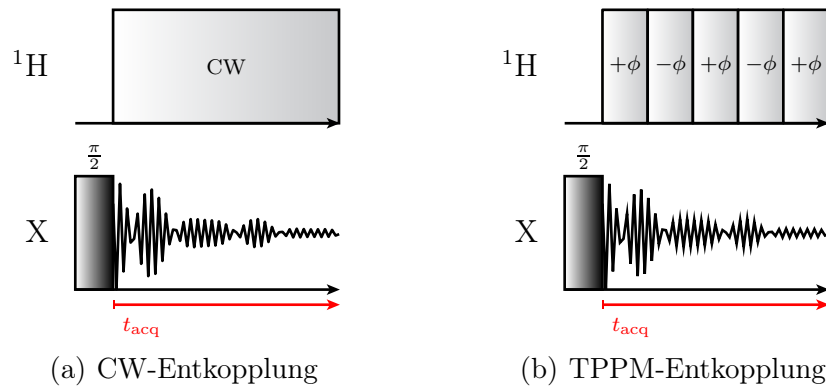 ¹H
CW
π/2
X
t_acq
(a) CW-Entkopplung
¹H
+ϕ −ϕ +ϕ −ϕ +ϕ
π/2
X
t_acq
(b) TPPM-Entkopplung